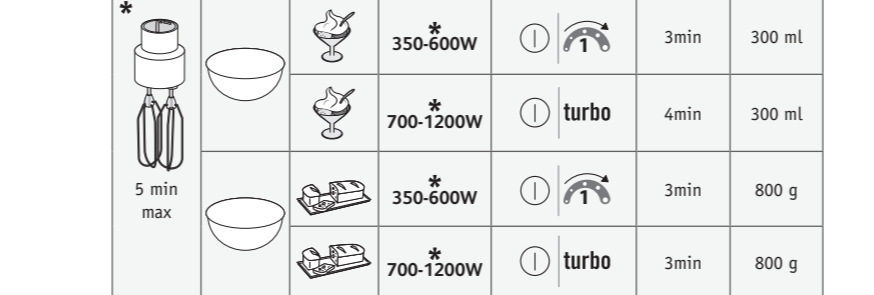 *
5 min
max
*
350-600W
1
3min
300 ml
*
700-1200W
turbo
4min
300 ml
*
350-600W
1
3min
800 g
*
700-1200W
turbo
3min
800 g